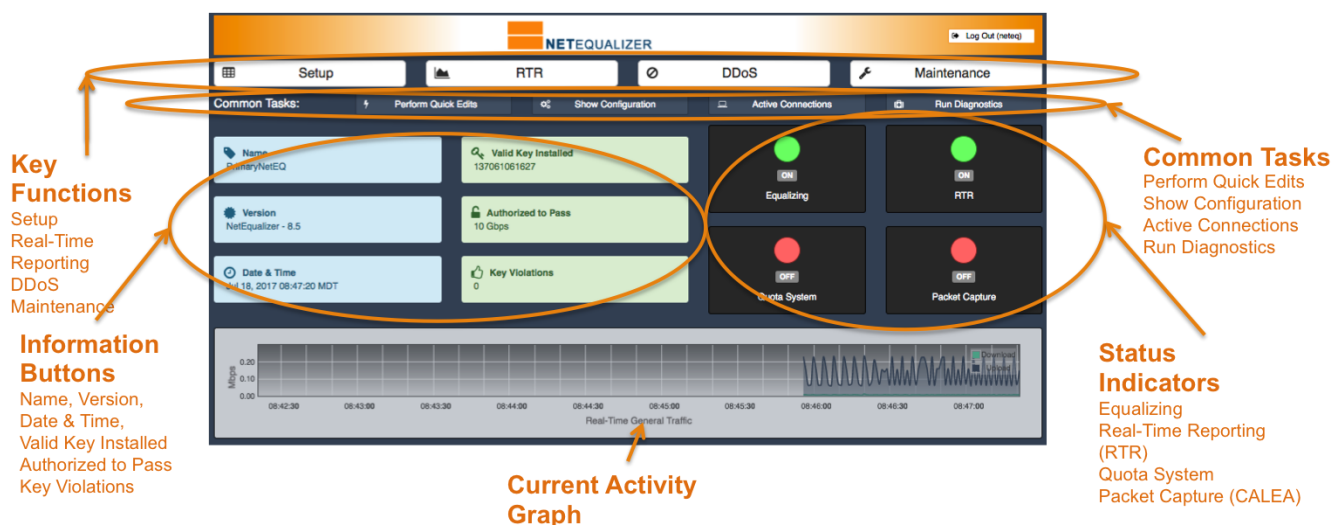 NETEQUALIZER
Log Out (neteq)
Setup
RTR
DDoS
Maintenance
Common Tasks:
Perform Quick Edits
Show Configuration
Active Connections
Run Diagnostics
Name
PrimaryNetEQ
Valid Key Installed
137061061627
Version
NetEqualizer - 8.5
Authorized to Pass
10 Gbps
Date & Time
Jul 18, 2017 08:47:20 MDT
Key Violations
0
ON
Equalizing
ON
RTR
OFF
Quota System
OFF
Packet Capture
Mbps
0.20
0.10
0.00
Download
Upload
08:42:30
08:43:00
08:43:30
08:44:00
08:44:30
08:45:00
08:45:30
08:46:00
08:46:30
08:47:00
Real-Time General Traffic
Key
Functions
Setup
Real-Time
Reporting
DDoS
Maintenance
Information
Buttons
Name, Version,
Date & Time,
Valid Key Installed
Authorized to Pass
Key Violations
Current Activity
Graph
Common Tasks
Perform Quick Edits
Show Configuration
Active Connections
Run Diagnostics
Status
Indicators
Equalizing
Real-Time Reporting
(RTR)
Quota System
Packet Capture (CALEA)